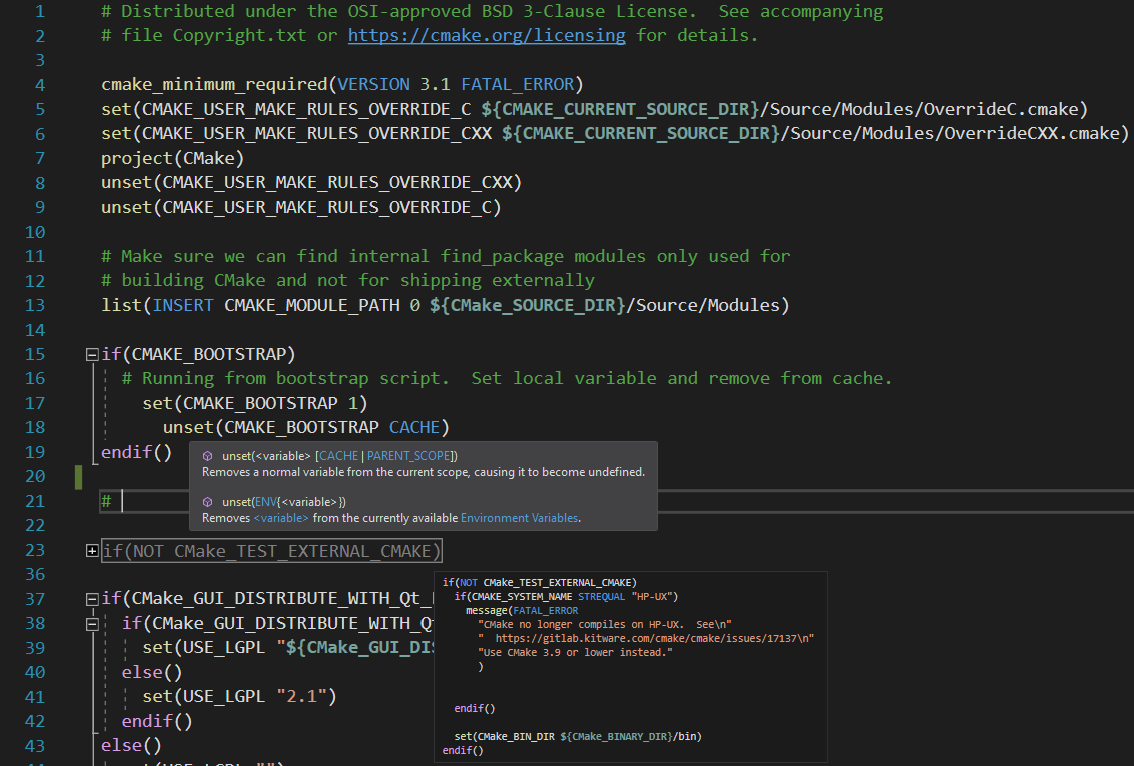 1 # Distributed under the OSI-approved BSD 3-Clause License.  See accompanying
2 # file Copyright.txt or https://cmake.org/licensing for details.
3
4 cmake_minimum_required(VERSION 3.1 FATAL_ERROR)
5 set(CMAKE_USER_MAKE_RULES_OVERRIDE_C ${CMAKE_CURRENT_SOURCE_DIR}/Source/Modules/OverrideC.cmake)
6 set(CMAKE_USER_MAKE_RULES_OVERRIDE_CXX ${CMAKE_CURRENT_SOURCE_DIR}/Source/Modules/OverrideCXX.cmake)
7 project(CMake)
8 unset(CMAKE_USER_MAKE_RULES_OVERRIDE_CXX)
9 unset(CMAKE_USER_MAKE_RULES_OVERRIDE_C)
10
11 # Make sure we can find internal find_package modules only used for
12 # building CMake and not for shipping externally
13 list(INSERT CMAKE_MODULE_PATH 0 ${CMake_SOURCE_DIR}/Source/Modules)
14
15 if(CMAKE_BOOTSTRAP)
16 # Running from bootstrap script.  Set local variable and remove from cache.
17 set(CMAKE_BOOTSTRAP 1)
18 unset(CMAKE_BOOTSTRAP CACHE)
19 endif()
unset(<variable> [CACHE | PARENT_SCOPE])
Removes a normal variable from the current scope, causing it to become undefined.
unset(ENV{<variable>})
Removes <variable> from the currently available Environment Variables.
20
21 #
22
23 if(NOT CMake_TEST_EXTERNAL_CMAKE)
36
37 if(CMake_GUI_DISTRIBUTE_WITH_Qt_
38 if(CMake_GUI_DISTRIBUTE_WITH_Qt
39 set(USE_LGPL "${CMake_GUI_DIS
40 else()
41 set(USE_LGPL "2.1")
42 endif()
43 else()
if(NOT CMake_TEST_EXTERNAL_CMAKE)
if(CMAKE_SYSTEM_NAME STREQUAL "HP-UX")
message(FATAL_ERROR
"CMake no longer compiles on HP-UX.  See\n"
"  https://gitlab.kitware.com/cmake/cmake/issues/17137\n"
"Use CMake 3.9 or lower instead."
)
endif()
set(CMake_BIN_DIR ${CMake_BINARY_DIR}/bin)
endif()